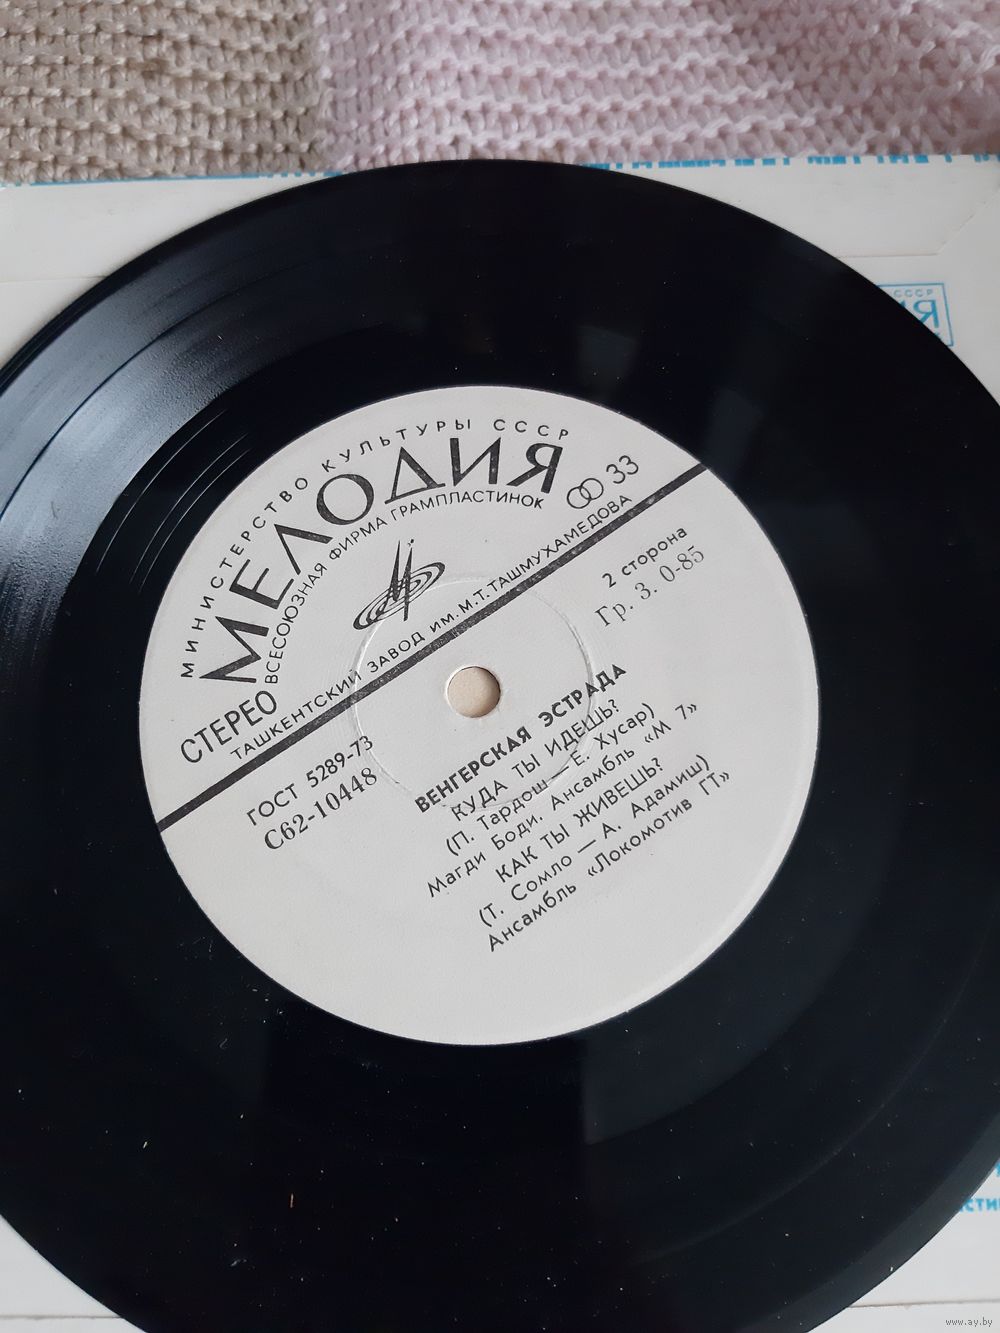 МИНИСТЕРСТВО КУЛЬТУРЫ СССР
МЕЛОДИЯ
ВСЕСОЮЗНАЯ ФИРМА ГРАМПЛАСТИНОК
СТЕРЕО
33
ТАШКЕНТСКИЙ ЗАВОД ИМ. М. Т. ТАШМУХАМЕДОВА
ГОСТ 5289-73
С62-10448
2 сторона
Гр. 3. 0-85
ВЕНГЕРСКАЯ ЭСТРАДА
КУДА ТЫ ИДЕШЬ?
(П. Тардош — Е. Хусар)
Магди Боди. Ансамбль «М 7»
КАК ТЫ ЖИВЕШЬ?
(Т. Сомло — А. Адамиш)
Ансамбль «Локомотив ГТ»
СССР
www.ay.by